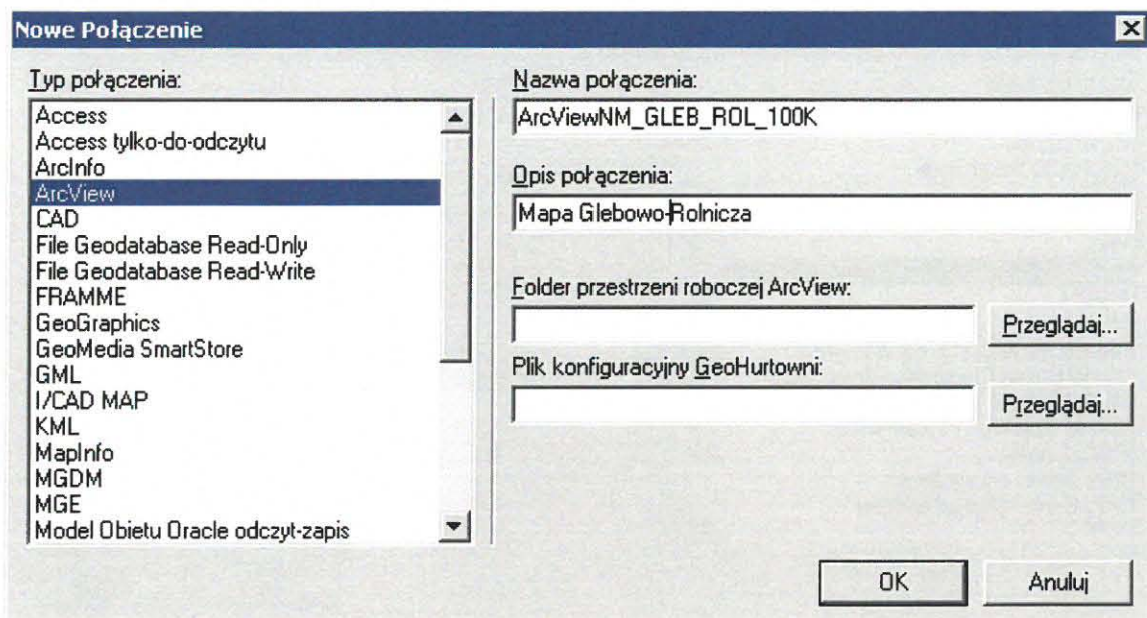 Nowe Połączenie
Typ połączenia:
Access
Access tylko-do-odczytu
ArcInfo
ArcView
CAD
File Geodatabase Read-Only
File Geodatabase Read-Write
FRAMME
GeoGraphics
GeoMedia SmartStore
GML
I/CAD MAP
KML
MapInfo
MGDM
MGE
Model Obietu Oracle odczyt-zapis
Nazwa połączenia:
ArcViewNM_GLEB_ROL_100K
Opis połączenia:
Mapa Glebowo-Rolnicza
Folder przestrzeni roboczej ArcView:
Przeglądaj...
Plik konfiguracyjny GeoHurtowni:
Przeglądaj...
OK
Anuluj